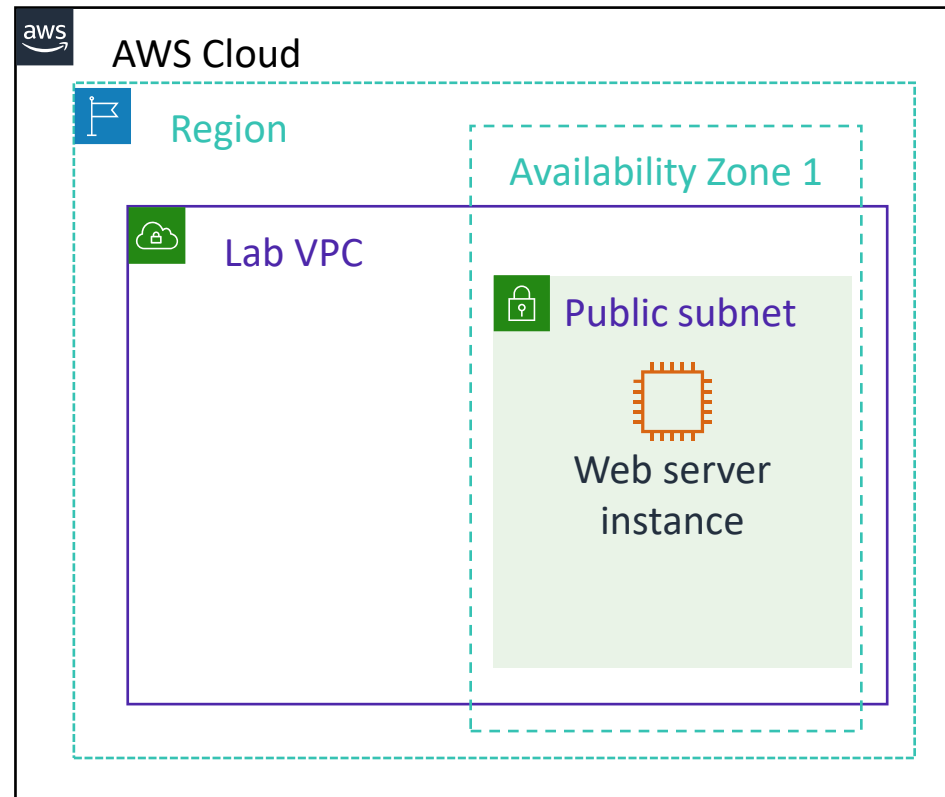 aws
AWS Cloud
Region
Availability Zone 1
Lab VPC
Public subnet
Web server
instance